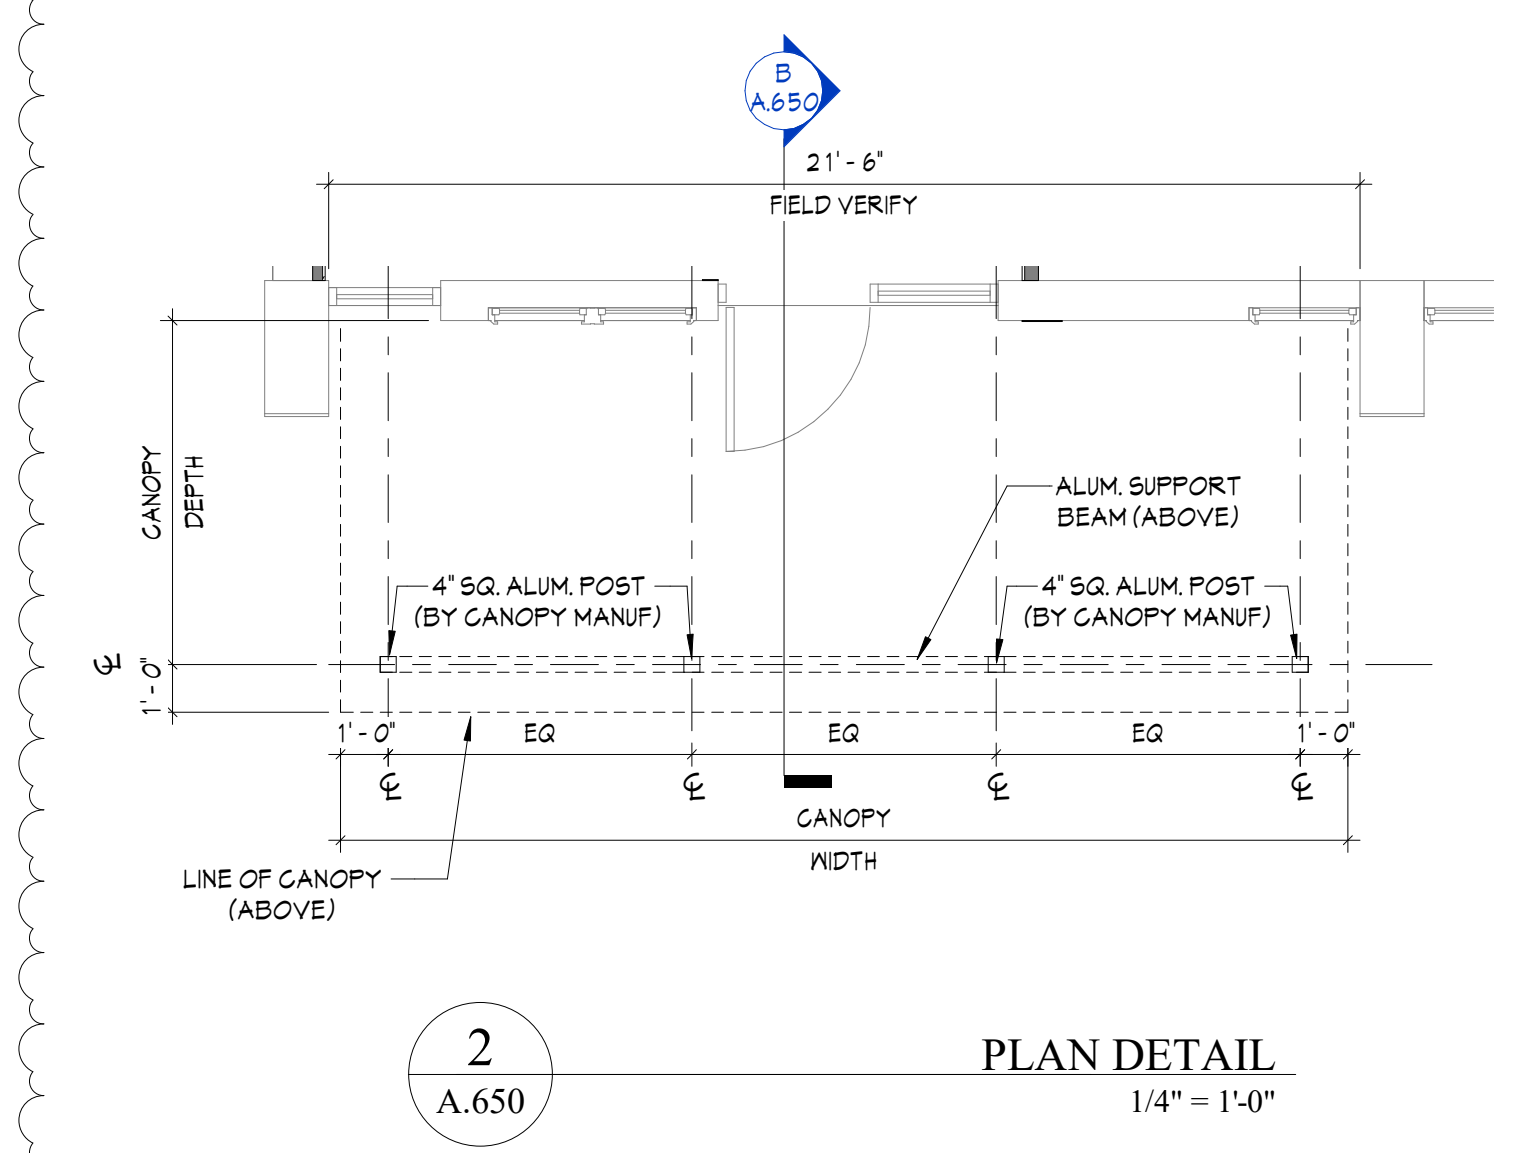 B
A.650
21'-6"
FIELD VERIFY
CANOPY
DEPTH
ALUM. SUPPORT
BEAM (ABOVE)
4" SQ. ALUM. POST
(BY CANOPY MANUF)
4" SQ. ALUM. POST
(BY CANOPY MANUF)
℄
1'-0"
1'-0"
EQ
EQ
EQ
1'-0"
℄
℄
℄
℄
CANOPY
WIDTH
LINE OF CANOPY
(ABOVE)
2
A.650
PLAN DETAIL
1/4" = 1'-0"